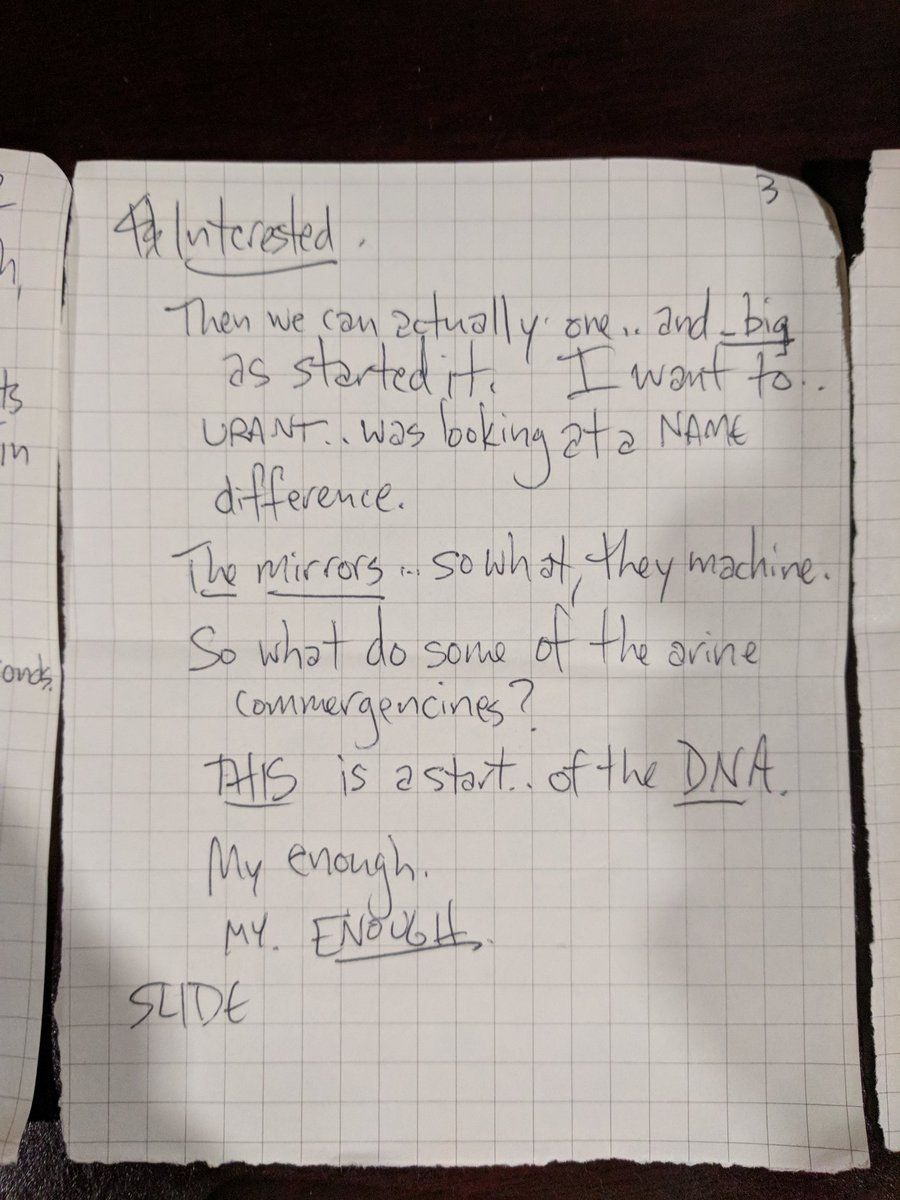 3
Interested.
Then we can actually one.. and big
as started it. I want to..
URANT.. was looking at a NAME
difference.
The mirrors... so what, they machine.
So what do some of the arine
commergencines?
THIS is a start.. of the DNA.
My enough.
MY. ENOUGH.
SLIDE
ts
in
onds.